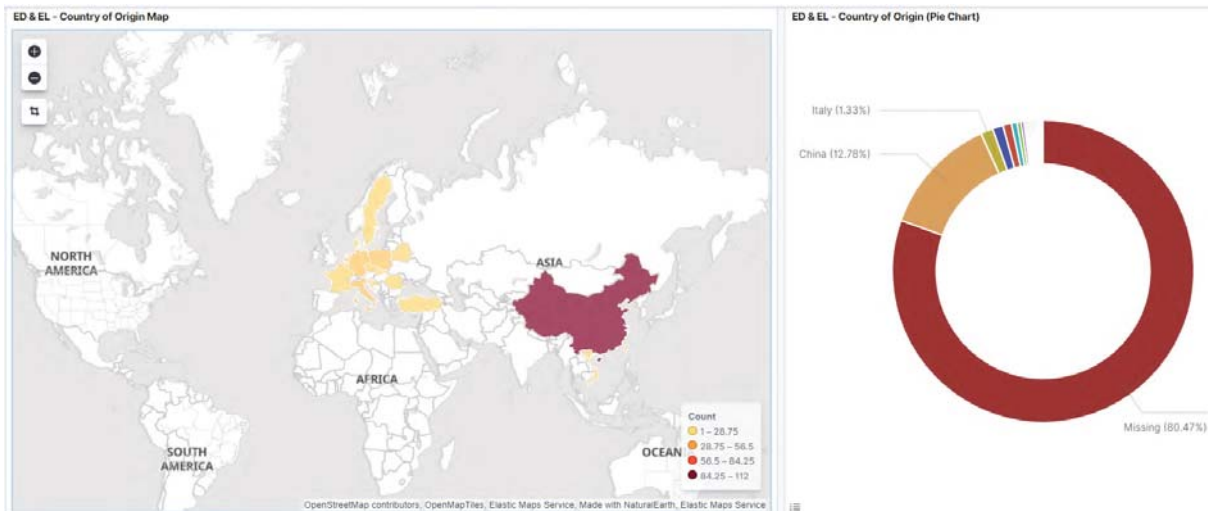 ED & EL - Country of Origin Map
NORTH
AMERICA
SOUTH
AMERICA
AFRICA
ASIA
OCEAN
Count
1 – 28.75
28.75 – 56.5
56.5 – 84.25
84.25 – 112
OpenStreetMap contributors, OpenMapTiles, Elastic Maps Service, Made with NaturalEarth, Elastic Maps Service
ED & EL - Country of Origin (Pie Chart)
Italy (1.33%)
China (12.78%)
Missing (80.47%)